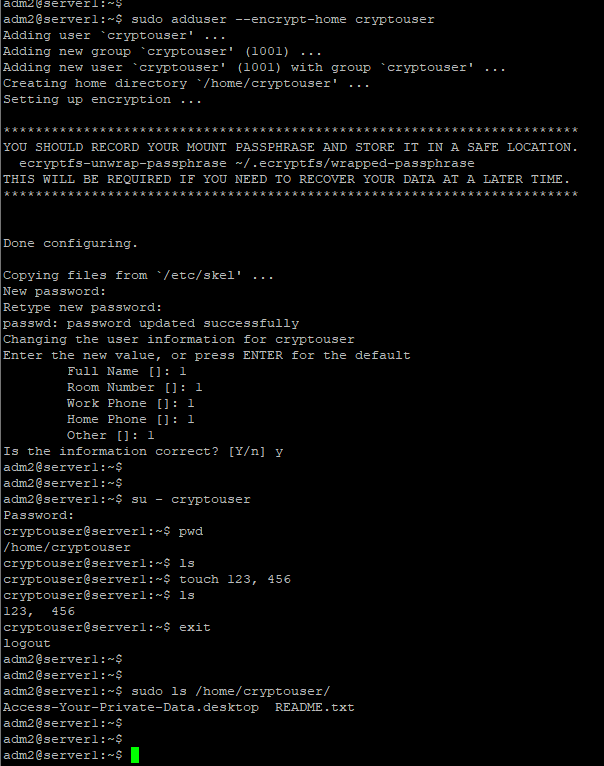 adm2@server1:~$
adm2@server1:~$ sudo adduser --encrypt-home cryptouser
Adding user `cryptouser' ...
Adding new group `cryptouser' (1001) ...
Adding new user `cryptouser' (1001) with group `cryptouser' ...
Creating home directory `/home/cryptouser' ...
Setting up encryption ...
************************************************************************
YOU SHOULD RECORD YOUR MOUNT PASSPHRASE AND STORE IT IN A SAFE LOCATION.
  ecryptfs-unwrap-passphrase ~/.ecryptfs/wrapped-passphrase
THIS WILL BE REQUIRED IF YOU NEED TO RECOVER YOUR DATA AT A LATER TIME.
************************************************************************
Done configuring.
Copying files from `/etc/skel' ...
New password:
Retype new password:
passwd: password updated successfully
Changing the user information for cryptouser
Enter the new value, or press ENTER for the default
        Full Name []: 1
        Room Number []: 1
        Work Phone []: 1
        Home Phone []: 1
        Other []: 1
Is the information correct? [Y/n] y
adm2@server1:~$
adm2@server1:~$
adm2@server1:~$ su - cryptouser
Password:
cryptouser@server1:~$ pwd
/home/cryptouser
cryptouser@server1:~$ ls
cryptouser@server1:~$ touch 123, 456
cryptouser@server1:~$ ls
123,  456
cryptouser@server1:~$ exit
logout
adm2@server1:~$
adm2@server1:~$
adm2@server1:~$ sudo ls /home/cryptouser/
Access-Your-Private-Data.desktop  README.txt
adm2@server1:~$
adm2@server1:~$
adm2@server1:~$